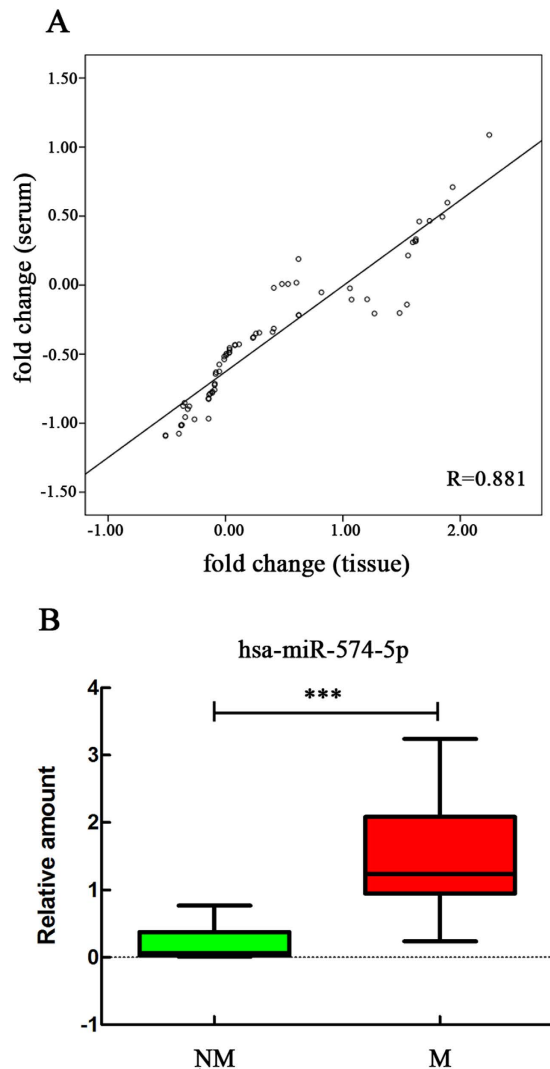 A
1.50
1.00
0.50
0.00
-0.50
-1.00
-1.50
fold change (serum)
R=0.881
-1.00 0.00 1.00 2.00
fold change (tissue)
B
hsa-miR-574-5p
***
4
3
2
1
0
-1
Relative amount
NM M